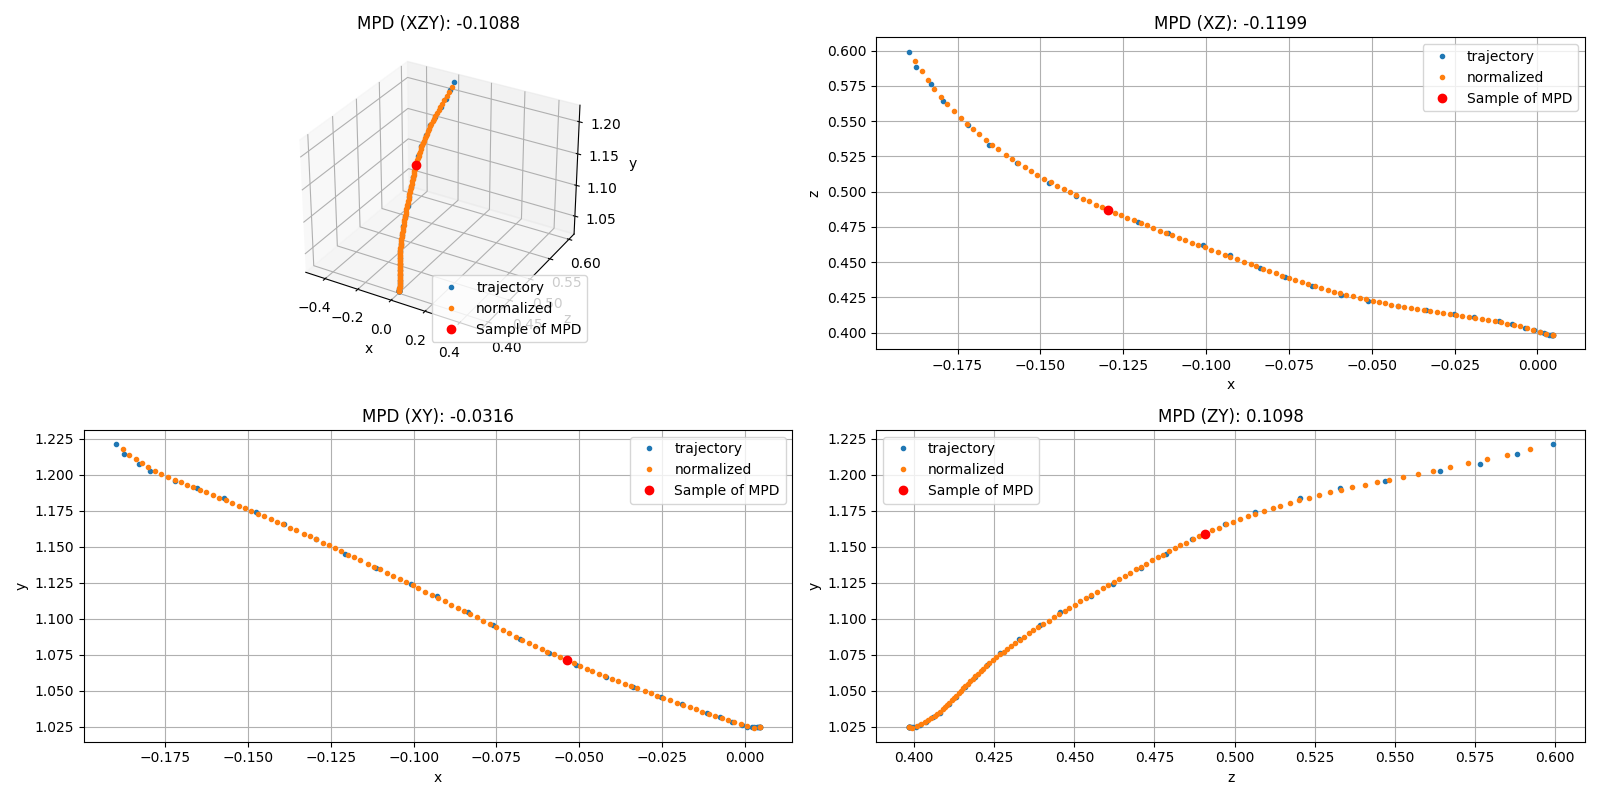 MPD (XZY): -0.1088
1.20
1.15
1.10
1.05
y
−0.4
−0.2
0.0
0.2
0.4
x
0.40
0.45
0.50
0.55
0.60
z
trajectory
normalized
Sample of MPD
MPD (XZ): -0.1199
0.600
0.575
0.550
0.525
0.500
0.475
0.450
0.425
0.400
z
−0.175
−0.150
−0.125
−0.100
−0.075
−0.050
−0.025
0.000
x
trajectory
normalized
Sample of MPD
MPD (XY): -0.0316
1.225
1.200
1.175
1.150
1.125
1.100
1.075
1.050
1.025
y
−0.175
−0.150
−0.125
−0.100
−0.075
−0.050
−0.025
0.000
x
trajectory
normalized
Sample of MPD
MPD (ZY): 0.1098
1.225
1.200
1.175
1.150
1.125
1.100
1.075
1.050
1.025
y
0.400
0.425
0.450
0.475
0.500
0.525
0.550
0.575
0.600
z
trajectory
normalized
Sample of MPD